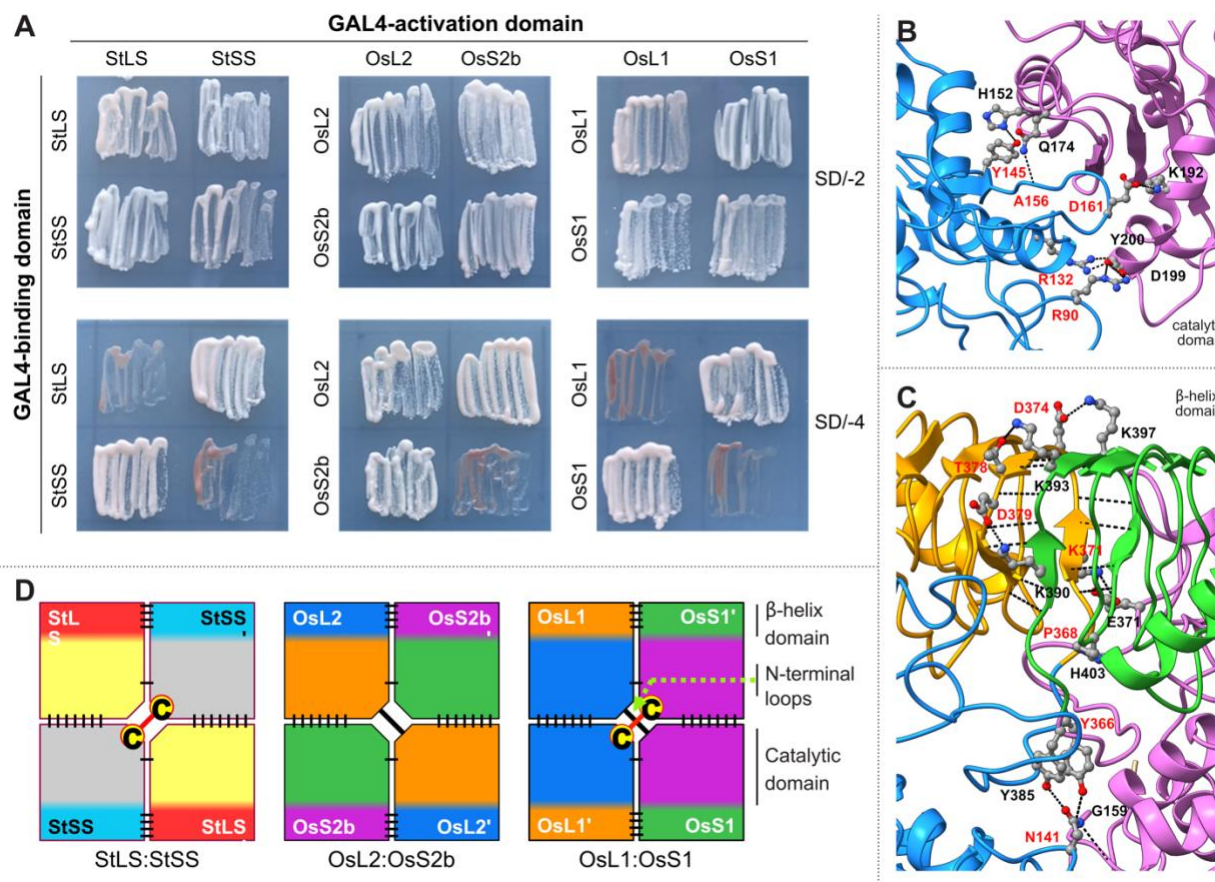 A
GAL4-activation domain
StLS StSS OsL2 OsS2b OsL1 OsS1
GAL4-binding domain
StLS
StSS
OsL2
OsS2b
OsL1
OsS1
SD/-2
StLS
StSS
OsL2
OsS2b
OsL1
OsS1
SD/-4
B
H152
Q174
Y145
K192
A156
D161
Y200
R132
D199
R90
catalyt
doma
C
β-helix
domai
D374
K397
T378
K393
D379
K371
K390
E371
P368
H403
Y366
Y385
G159
N141
D
StL
S
StSS
'
OsL2
OsS2b
'
OsL1
OsS1'
β-helix
domain
N-terminal
loops
C
C
C
C
Catalytic
domain
StSS
StLS
OsS2b
OsL2'
OsL1'
OsS1
StLS:StSS
OsL2:OsS2b
OsL1:OsS1